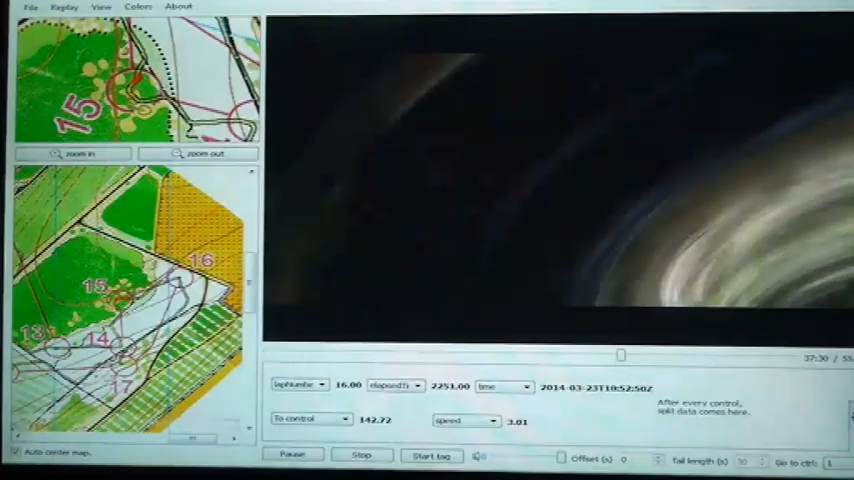 File Replay View Colors About
15
zoom in zoom out
16
15
13
14
17
37:30 / 55
lapNumbe 16.00 elapsed(!) 2251.00 time 2014-03-23T10:52:50Z
After every control,
split data comes here.
To control 142.72 speed 3.01
Auto center map.
Pause Stop Start tag Offset (s) 0 Tail length (s) Go to ctrl: 1